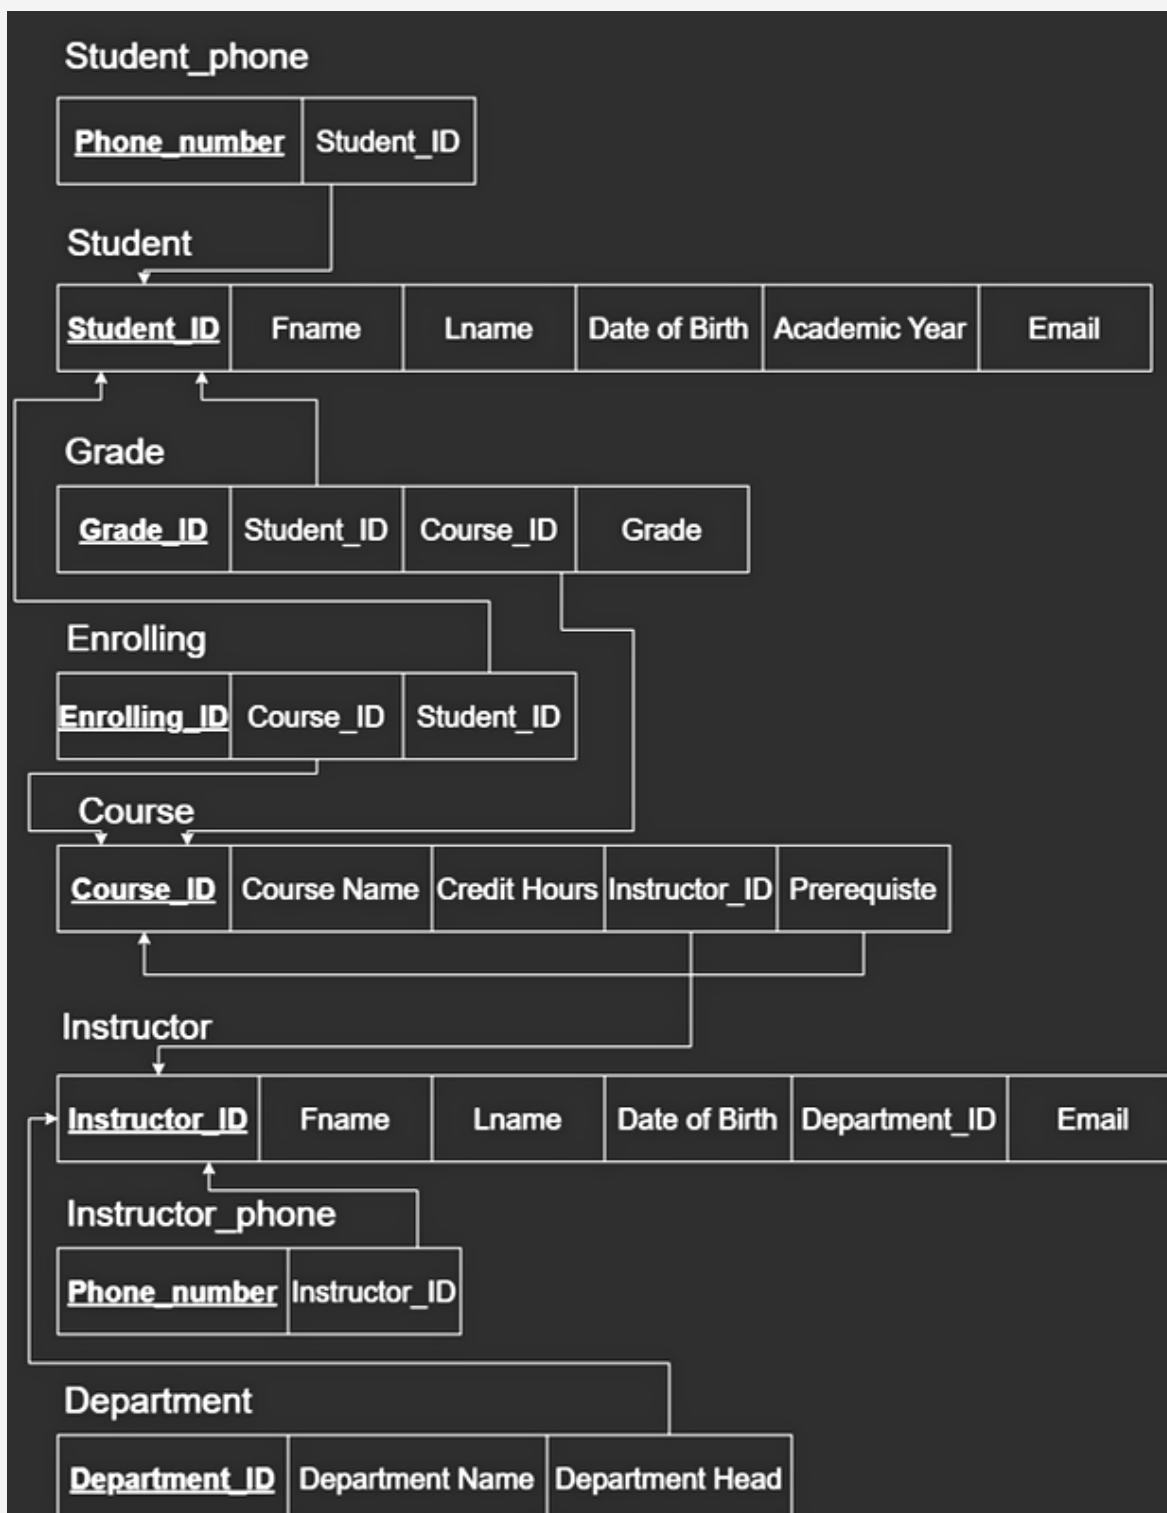 Student_phone
Phone_number Student_ID
Student
Student_ID Fname Lname Date of Birth Academic Year Email
Grade
Grade_ID Student_ID Course_ID Grade
Enrolling
Enrolling_ID Course_ID Student_ID
Course
Course_ID Course Name Credit Hours Instructor_ID Prerequiste
Instructor
Instructor_ID Fname Lname Date of Birth Department_ID Email
Instructor_phone
Phone_number Instructor_ID
Department
Department_ID Department Name Department Head